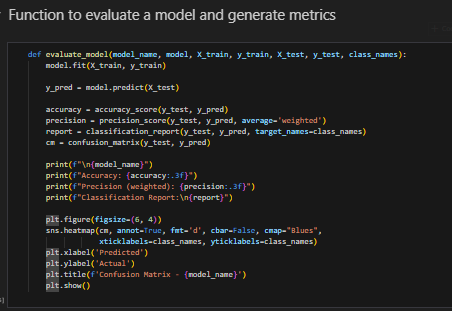 Function to evaluate a model and generate metrics
def evaluate_model(model_name, model, X_train, y_train, X_test, y_test, class_names):
    model.fit(X_train, y_train)

    y_pred = model.predict(X_test)

    accuracy = accuracy_score(y_test, y_pred)
    precision = precision_score(y_test, y_pred, average='weighted')
    report = classification_report(y_test, y_pred, target_names=class_names)
    cm = confusion_matrix(y_test, y_pred)

    print(f"\n{model_name}")
    print(f"Accuracy: {accuracy:.3f}")
    print(f"Precision (weighted): {precision:.3f}")
    print(f"Classification Report:\n{report}")

    plt.figure(figsize=(6, 4))
    sns.heatmap(cm, annot=True, fmt='d', cbar=False, cmap="Blues",
                xticklabels=class_names, yticklabels=class_names)
    plt.xlabel('Predicted')
    plt.ylabel('Actual')
    plt.title(f'Confusion Matrix - {model_name}')
    plt.show()